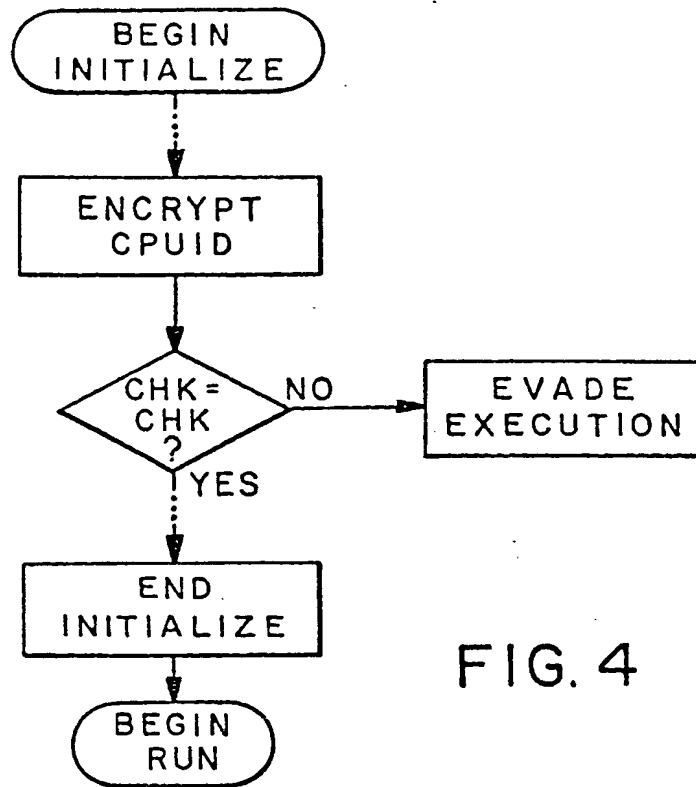 BEGIN
INITIALIZE
ENCRYPT
CPUID
CHK =
CHK
?
NO
EVADE
EXECUTION
YES
END
INITIALIZE
BEGIN
RUN
FIG. 4